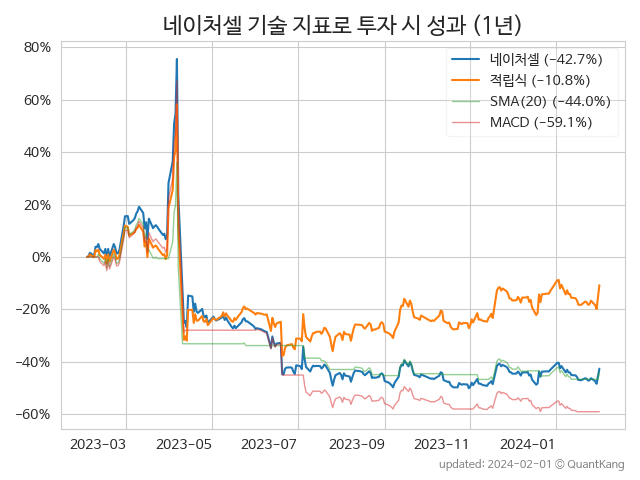 네이처셀 기술 지표로 투자 시 성과 (1년)
네이처셀 (−42.7%)
적립식 (−10.8%)
SMA(20) (−44.0%)
MACD (−59.1%)
80%
60%
40%
20%
0%
−20%
−40%
−60%
2023-03 2023-05 2023-07 2023-09 2023-11 2024-01
updated: 2024-02-01 © QuantKang